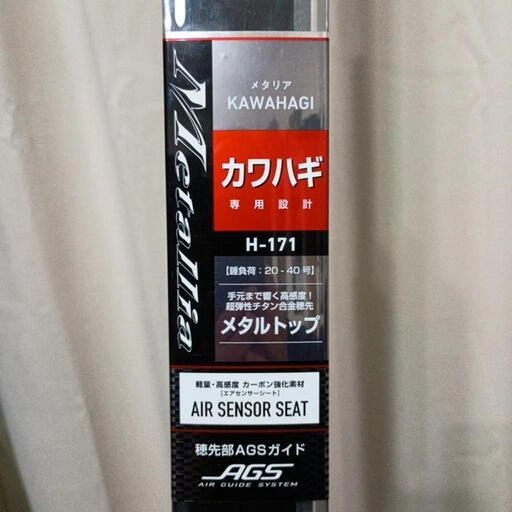 Metallia
メタリア
KAWAHAGI
カワハギ
専用設計
H-171
【錘負荷：20-40号】
手元まで響く高感度！
超弾性チタン合金穂先
メタルトップ
軽量・高感度 カーボン強化素材
［エアセンサーシート］
AIR SENSOR SEAT
穂先部AGSガイド
AGS
AIR GUIDE SYSTEM